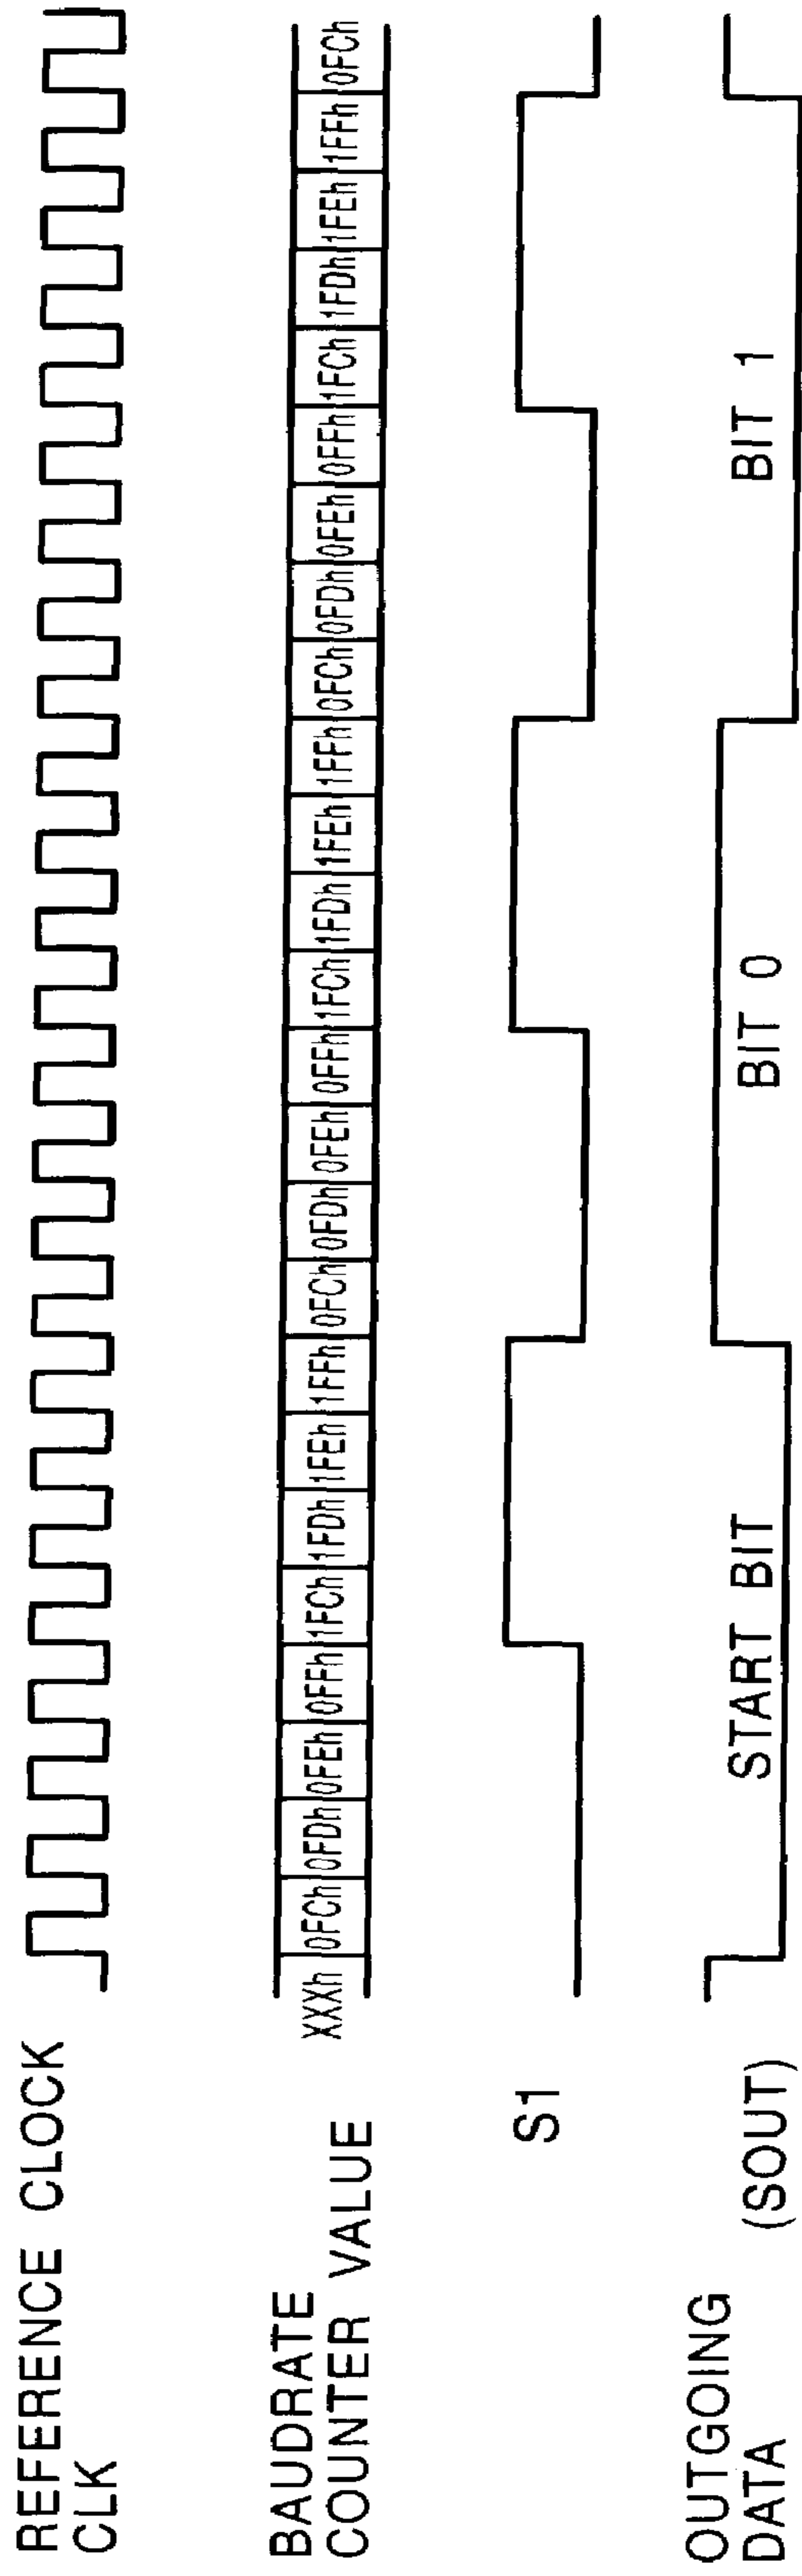 REFERENCE CLOCK
CLK
BAUDRATE
COUNTER VALUE
XXXh 0FCh 0FDh 0FEh 0FFh 1FCh 1FDh 1FEh 1FFh 0FCh 0FDh 0FEh 0FFh 1FCh 1FDh 1FEh 1FFh 0FCh 0FDh 0FEh 0FFh 1FCh 1FDh 1FEh 1FFh 0FCh
S1
OUTGOING
DATA (SOUT)
START BIT BIT 0 BIT 1